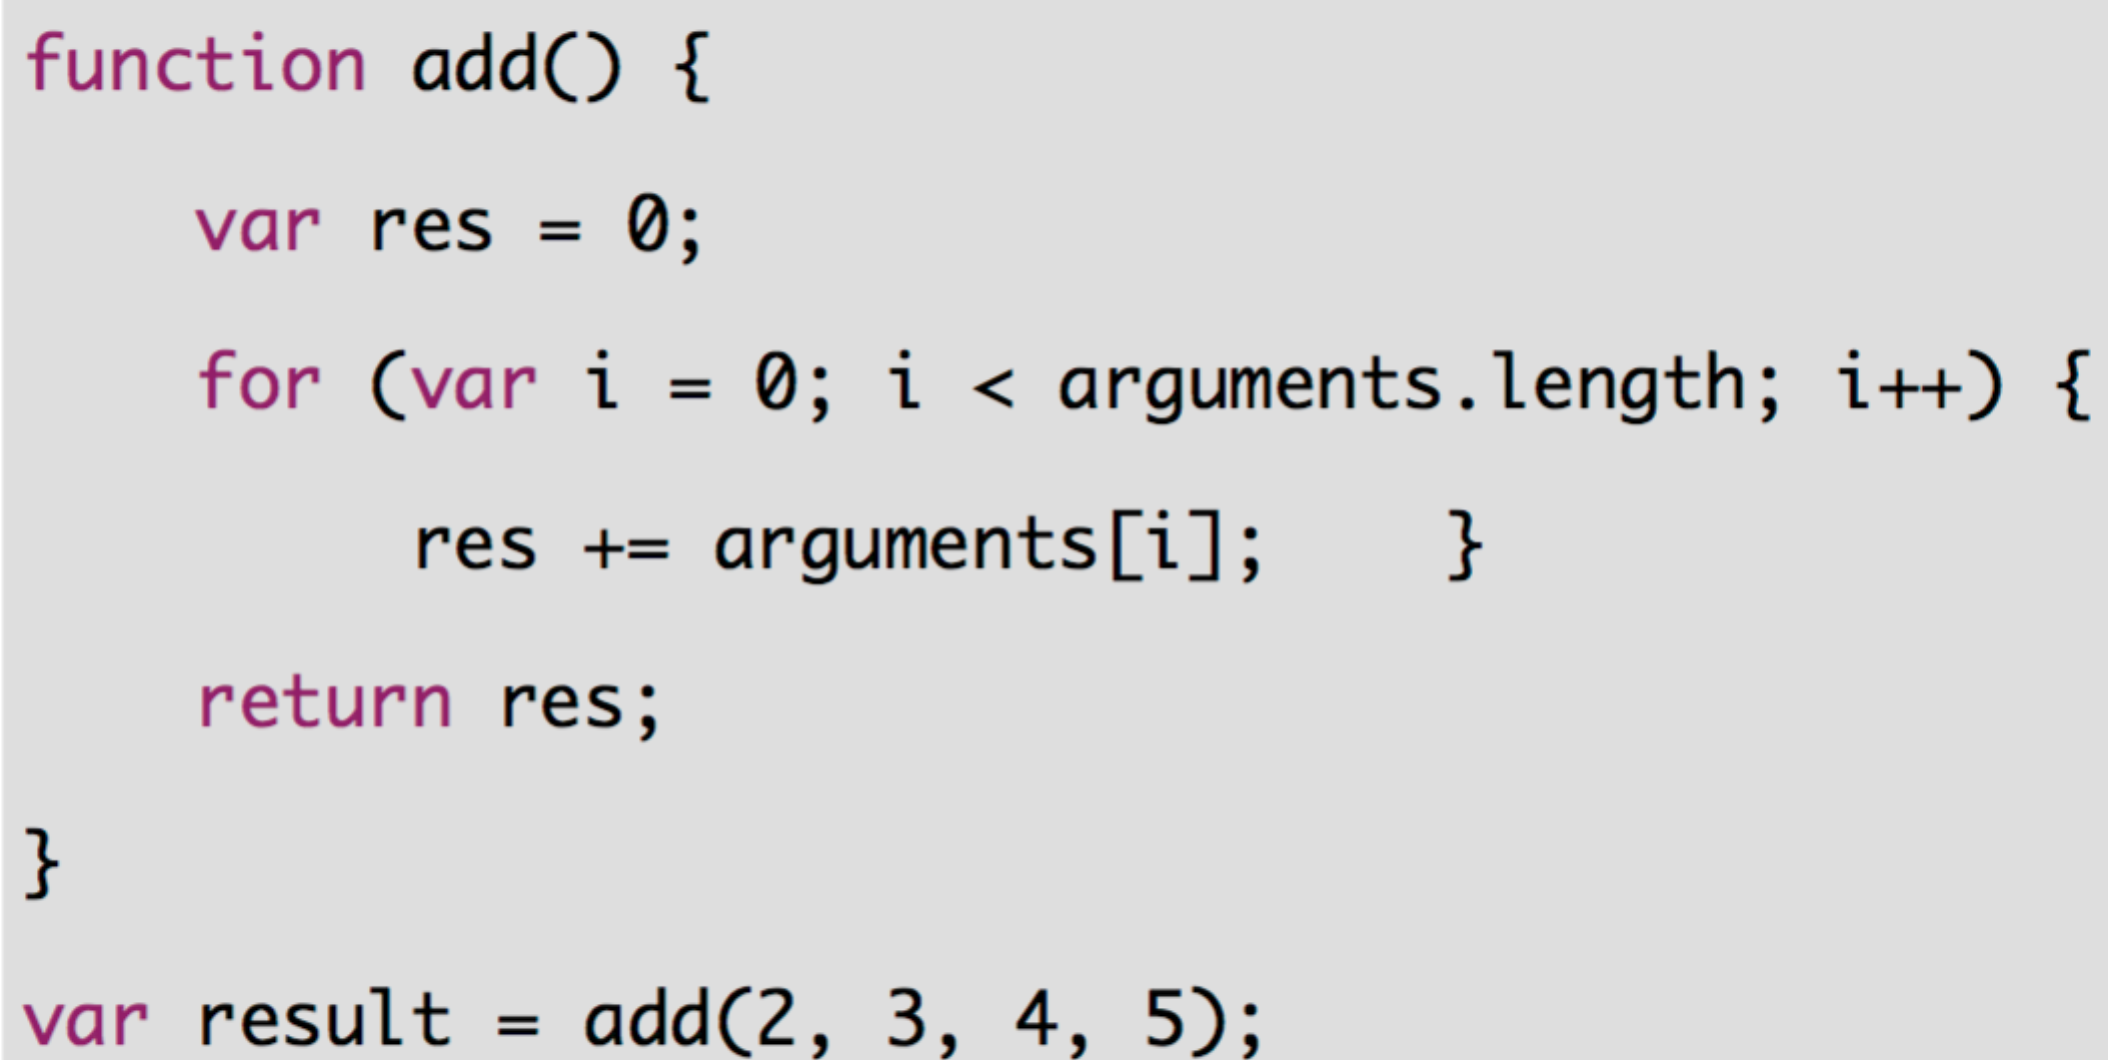 function add() {
    var res = 0;
    for (var i = 0; i < arguments.length; i++) {
         res += arguments[i];    }
    return res;
}
var result = add(2, 3, 4, 5);